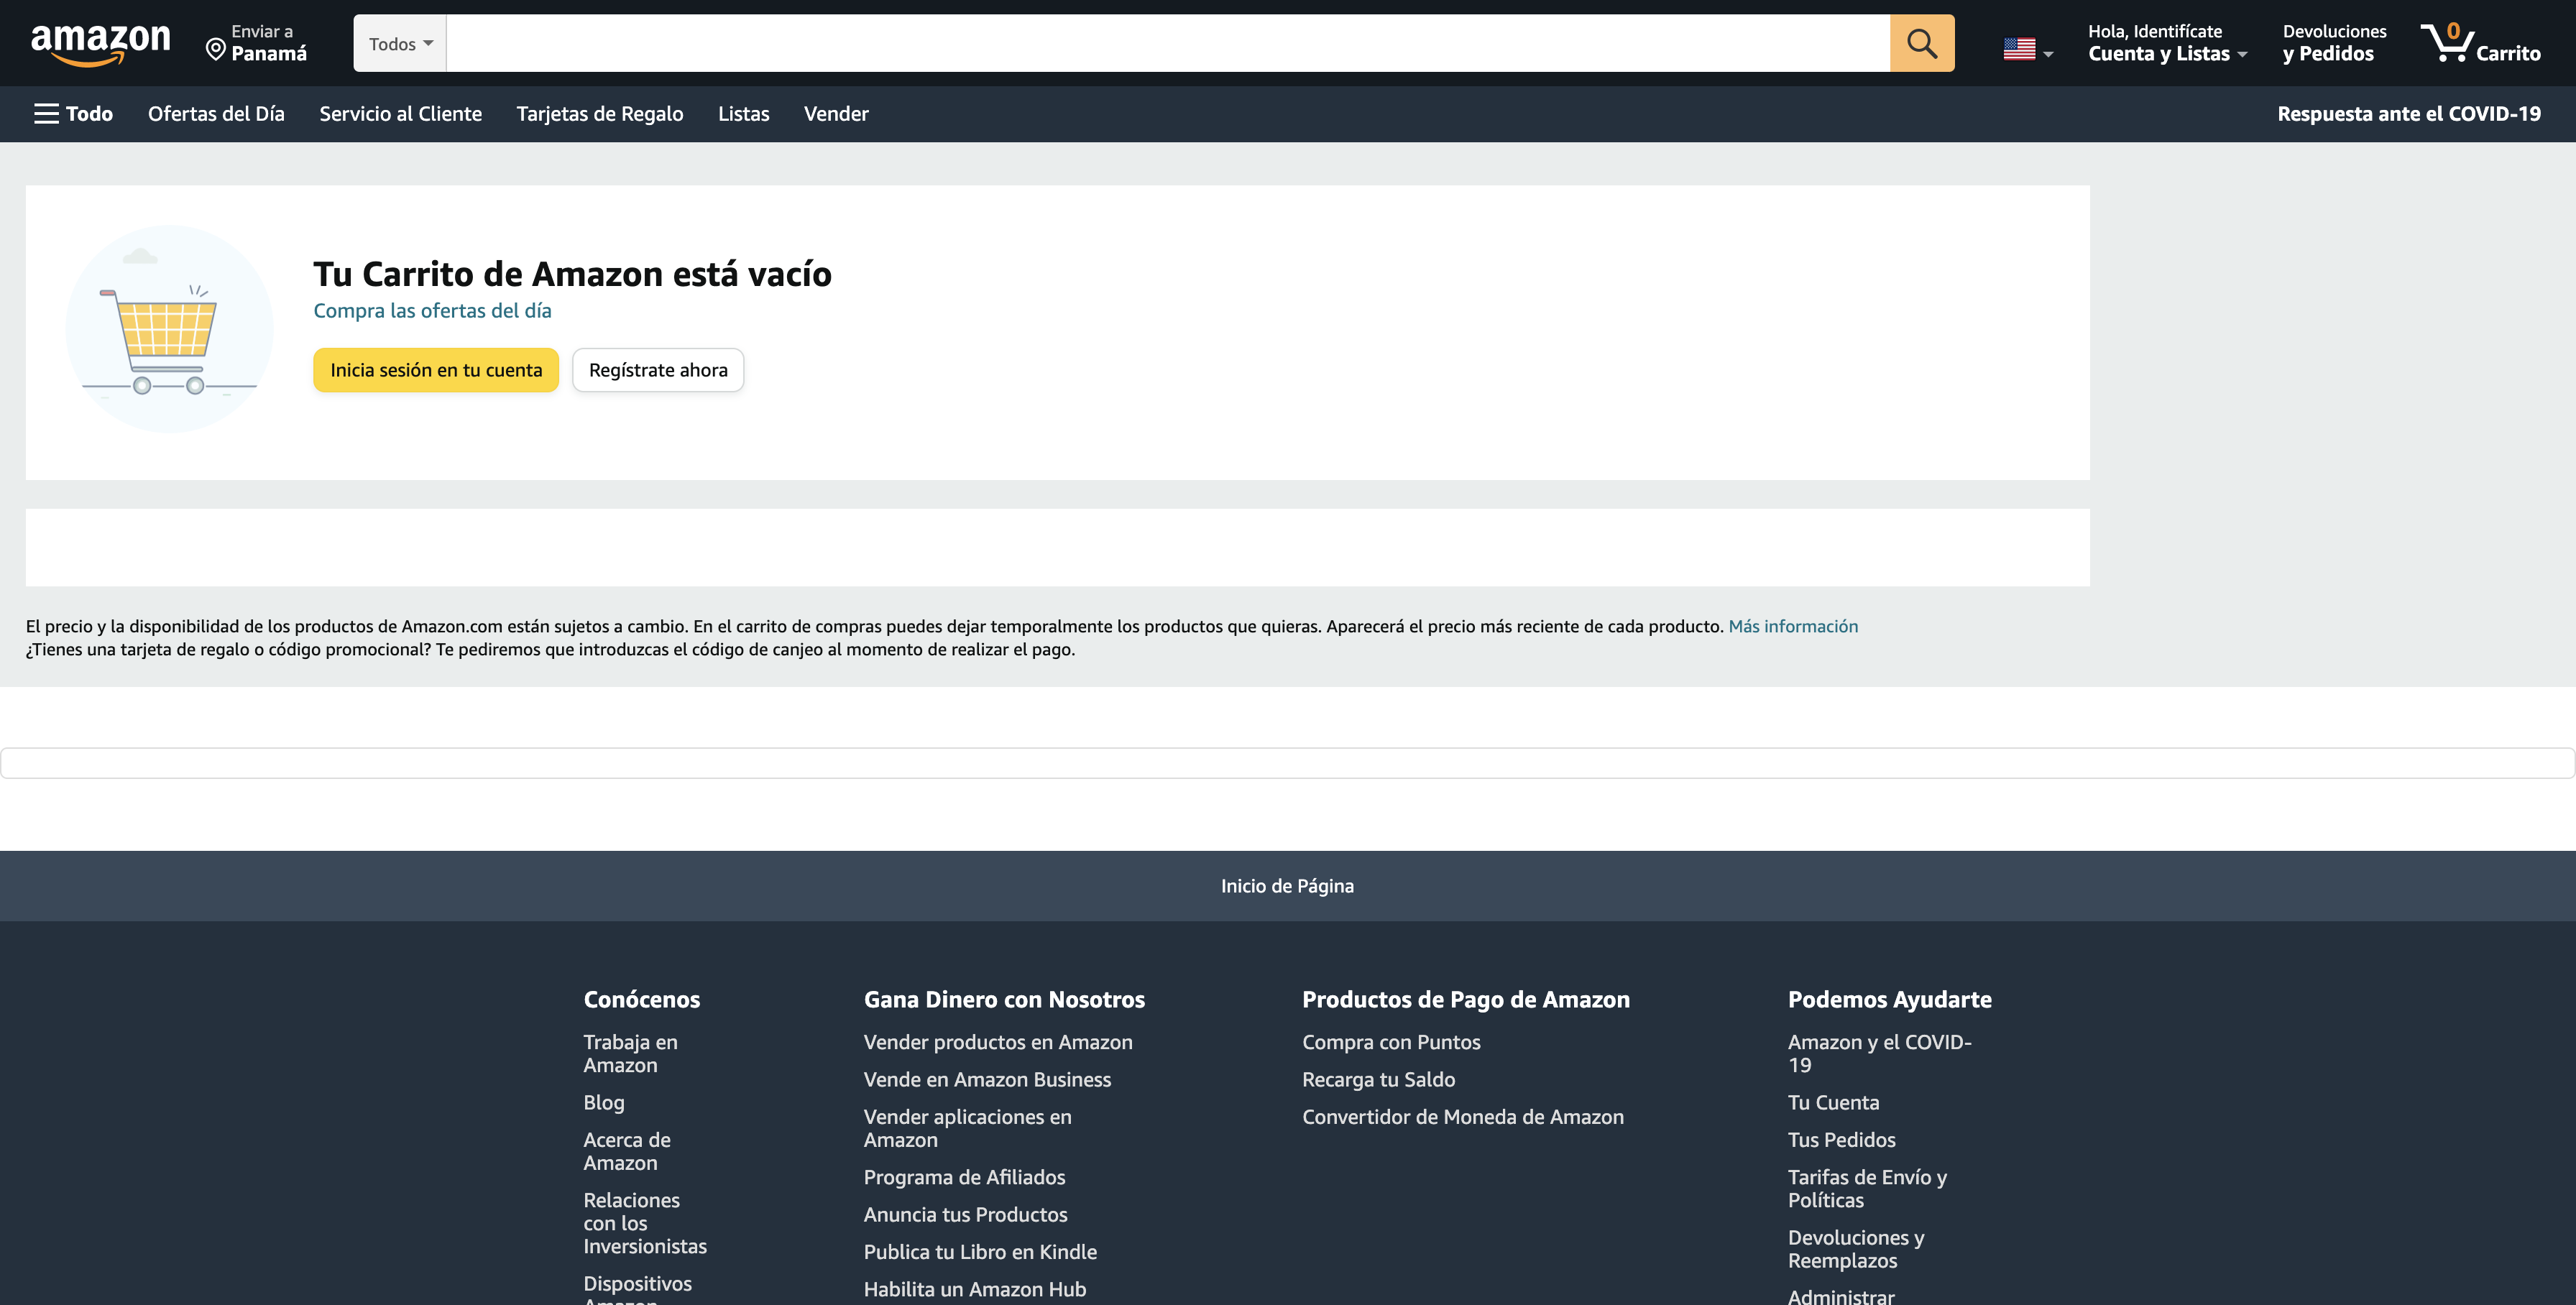 amazon
Enviar a
Panamá
Todos
Hola, Identifícate
Cuenta y Listas
Devoluciones
y Pedidos
0
Carrito
Todo
Ofertas del Día
Servicio al Cliente
Tarjetas de Regalo
Listas
Vender
Respuesta ante el COVID-19
Tu Carrito de Amazon está vacío
Compra las ofertas del día
Inicia sesión en tu cuenta
Regístrate ahora
El precio y la disponibilidad de los productos de Amazon.com están sujetos a cambio. En el carrito de compras puedes dejar temporalmente los productos que quieras. Aparecerá el precio más reciente de cada producto. Más información
¿Tienes una tarjeta de regalo o código promocional? Te pediremos que introduzcas el código de canjeo al momento de realizar el pago.
Inicio de Página
Conócenos
Trabaja en
Amazon
Blog
Acerca de
Amazon
Relaciones
con los
Inversionistas
Dispositivos
Amazon
Gana Dinero con Nosotros
Vender productos en Amazon
Vende en Amazon Business
Vender aplicaciones en
Amazon
Programa de Afiliados
Anuncia tus Productos
Publica tu Libro en Kindle
Habilita un Amazon Hub
Productos de Pago de Amazon
Compra con Puntos
Recarga tu Saldo
Convertidor de Moneda de Amazon
Podemos Ayudarte
Amazon y el COVID-
19
Tu Cuenta
Tus Pedidos
Tarifas de Envío y
Políticas
Devoluciones y
Reemplazos
Administrar